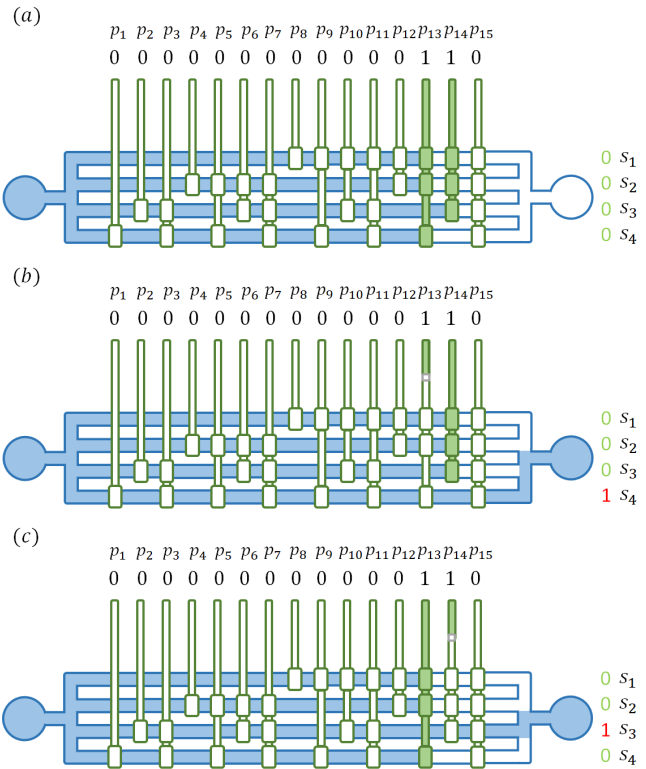 (a)
p₁ p₂ p₃ p₄ p₅ p₆ p₇ p₈ p₉ p₁₀ p₁₁ p₁₂ p₁₃ p₁₄ p₁₅
0 0 0 0 0 0 0 0 0 0 0 0 1 1 0
0 s₁
0 s₂
0 s₃
0 s₄
(b)
p₁ p₂ p₃ p₄ p₅ p₆ p₇ p₈ p₉ p₁₀ p₁₁ p₁₂ p₁₃ p₁₄ p₁₅
0 0 0 0 0 0 0 0 0 0 0 0 1 1 0
0 s₁
0 s₂
0 s₃
1 s₄
(c)
p₁ p₂ p₃ p₄ p₅ p₆ p₇ p₈ p₉ p₁₀ p₁₁ p₁₂ p₁₃ p₁₄ p₁₅
0 0 0 0 0 0 0 0 0 0 0 0 1 1 0
0 s₁
0 s₂
1 s₃
0 s₄